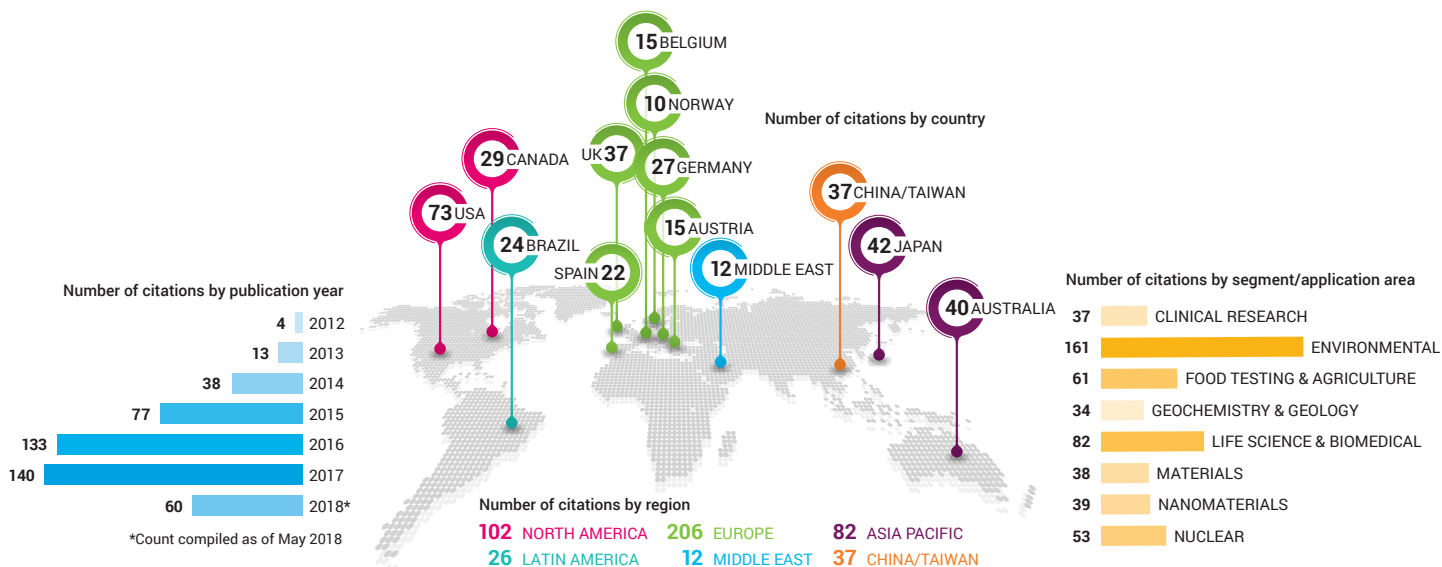 15 BELGIUM
10 NORWAY
Number of citations by country
29 CANADA
UK 37
27 GERMANY
37 CHINA/TAIWAN
73 USA
24 BRAZIL
15 AUSTRIA
42 JAPAN
SPAIN 22
12 MIDDLE EAST
40 AUSTRALIA
Number of citations by publication year
4 2012
13 2013
38 2014
77 2015
133 2016
140 2017
60 2018*
*Count compiled as of May 2018
Number of citations by region
102 NORTH AMERICA 206 EUROPE 82 ASIA PACIFIC
26 LATIN AMERICA 12 MIDDLE EAST 37 CHINA/TAIWAN
Number of citations by segment/application area
37 CLINICAL RESEARCH
161 ENVIRONMENTAL
61 FOOD TESTING & AGRICULTURE
34 GEOCHEMISTRY & GEOLOGY
82 LIFE SCIENCE & BIOMEDICAL
38 MATERIALS
39 NANOMATERIALS
53 NUCLEAR